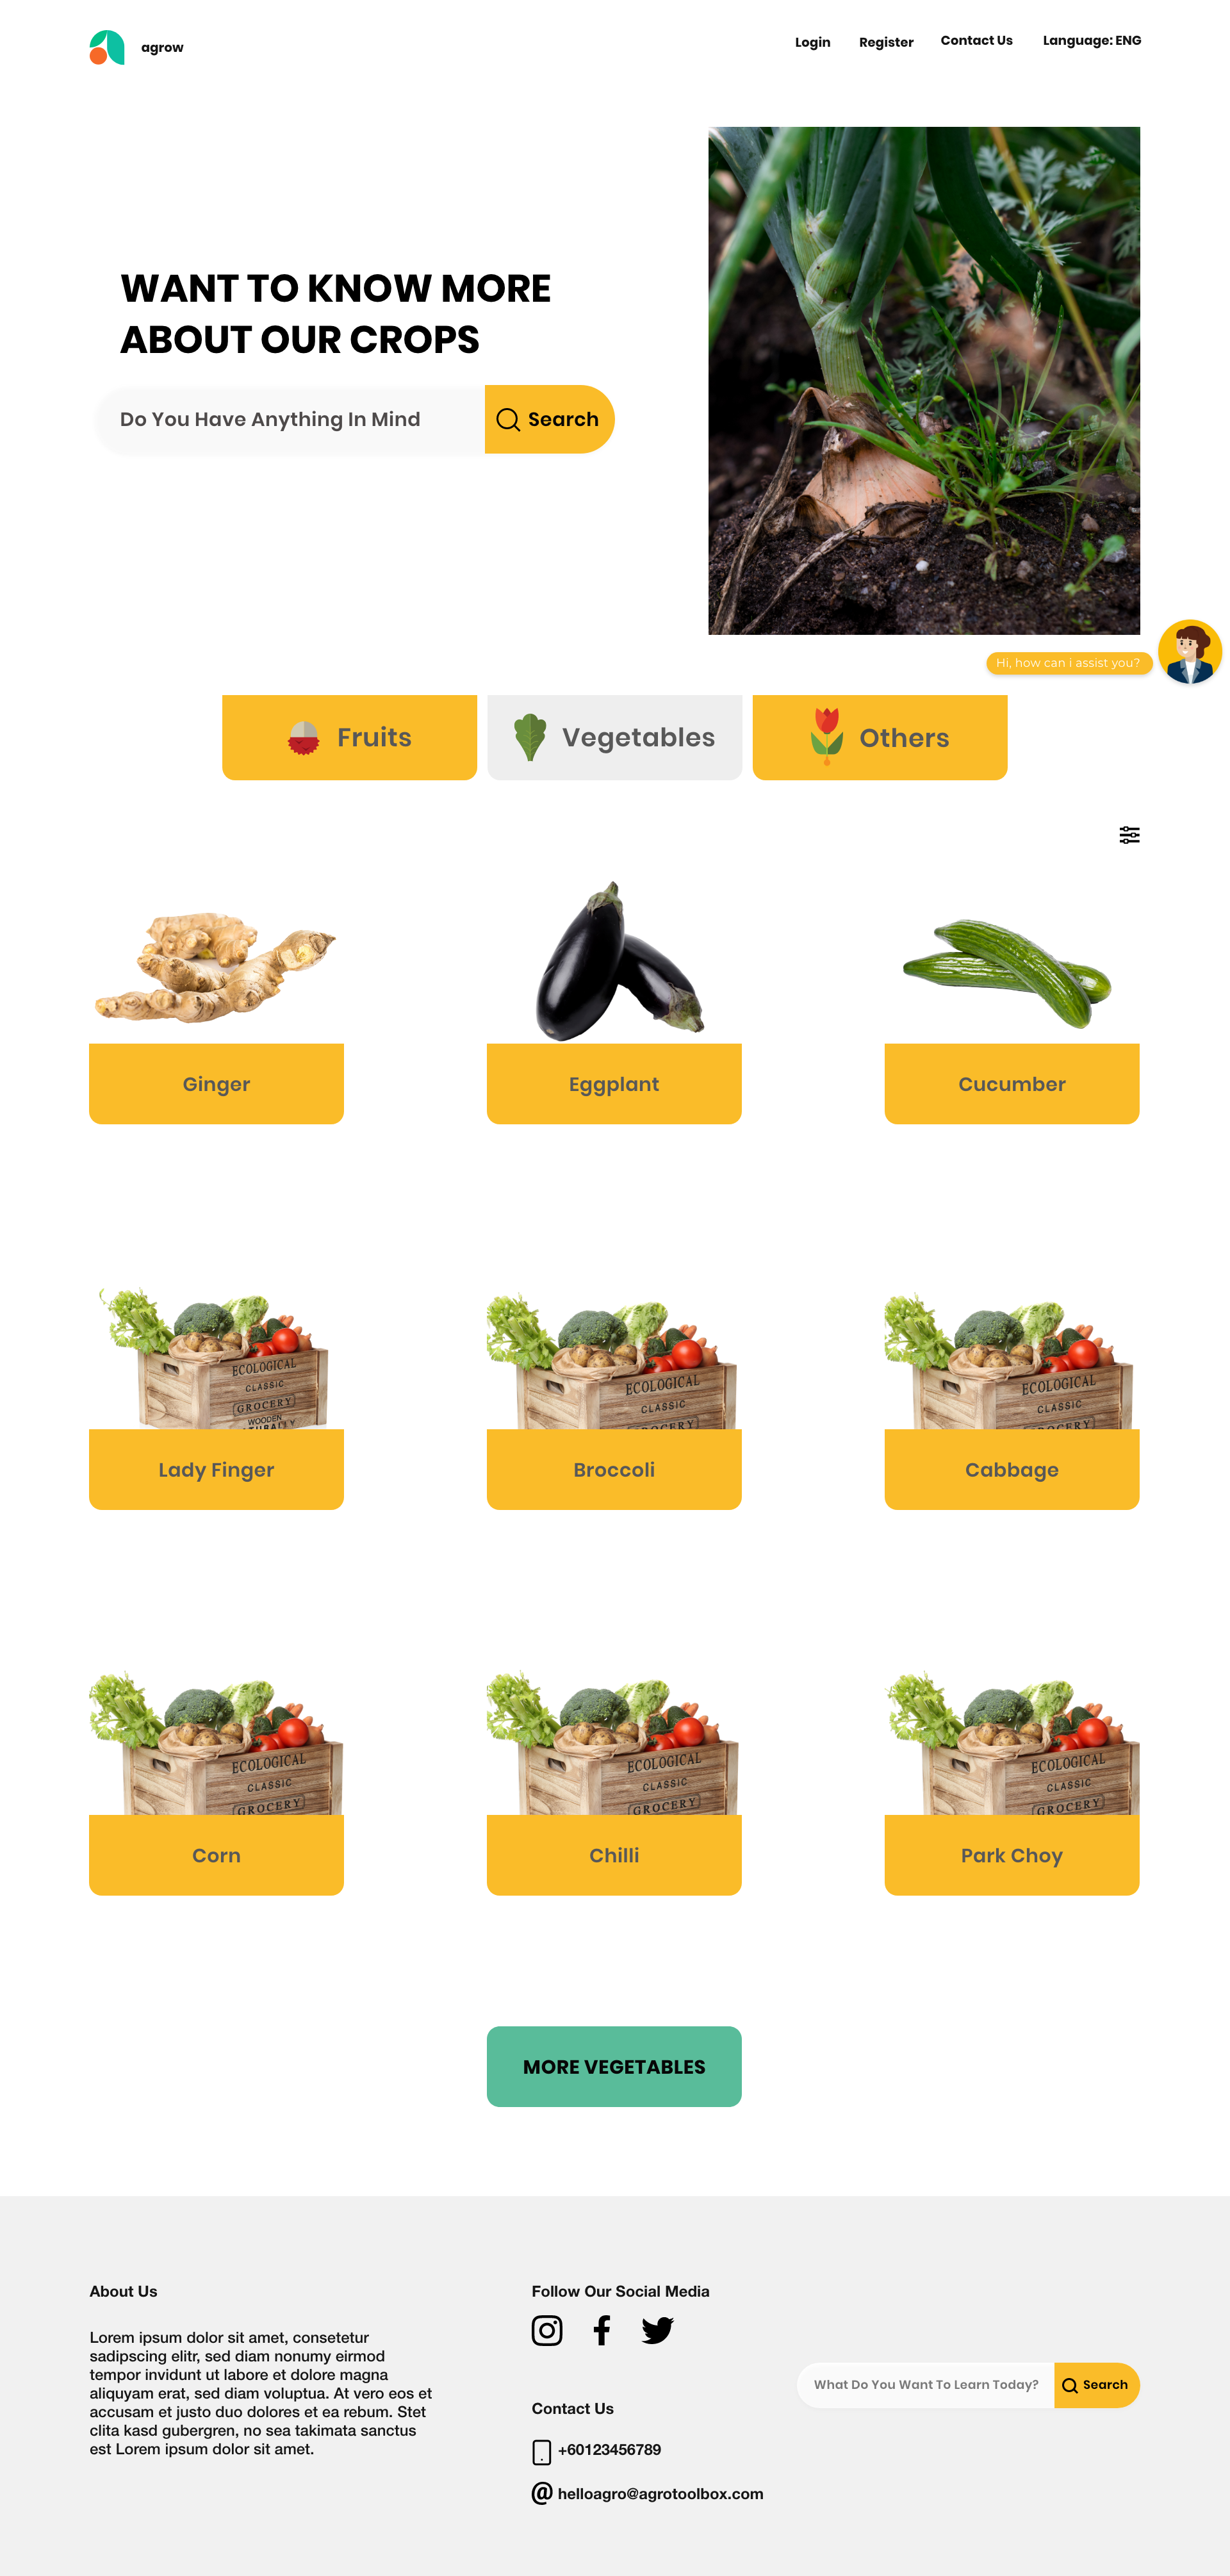 agrow
Login Register Contact Us Language: ENG
WANT TO KNOW MORE
ABOUT OUR CROPS
Do You Have Anything In Mind
Search
Hi, how can i assist you?
Fruits
Vegetables
Others
Ginger
Eggplant
Cucumber
ECOLOGICAL
CLASSIC
GROCERY
WOODEN
Lady Finger
ECOLOGICAL
CLASSIC
GROCERY
Broccoli
ECOLOGICAL
CLASSIC
GROCERY
Cabbage
ECOLOGICAL
CLASSIC
GROCERY
Corn
ECOLOGICAL
CLASSIC
GROCERY
Chilli
ECOLOGICAL
CLASSIC
GROCERY
Park Choy
MORE VEGETABLES
About Us
Lorem ipsum dolor sit amet, consetetur
sadipscing elitr, sed diam nonumy eirmod
tempor invidunt ut labore et dolore magna
aliquyam erat, sed diam voluptua. At vero eos et
accusam et justo duo dolores et ea rebum. Stet
clita kasd gubergren, no sea takimata sanctus
est Lorem ipsum dolor sit amet.
Follow Our Social Media
Contact Us
+60123456789
@ helloagro@agrotoolbox.com
What Do You Want To Learn Today?
Search